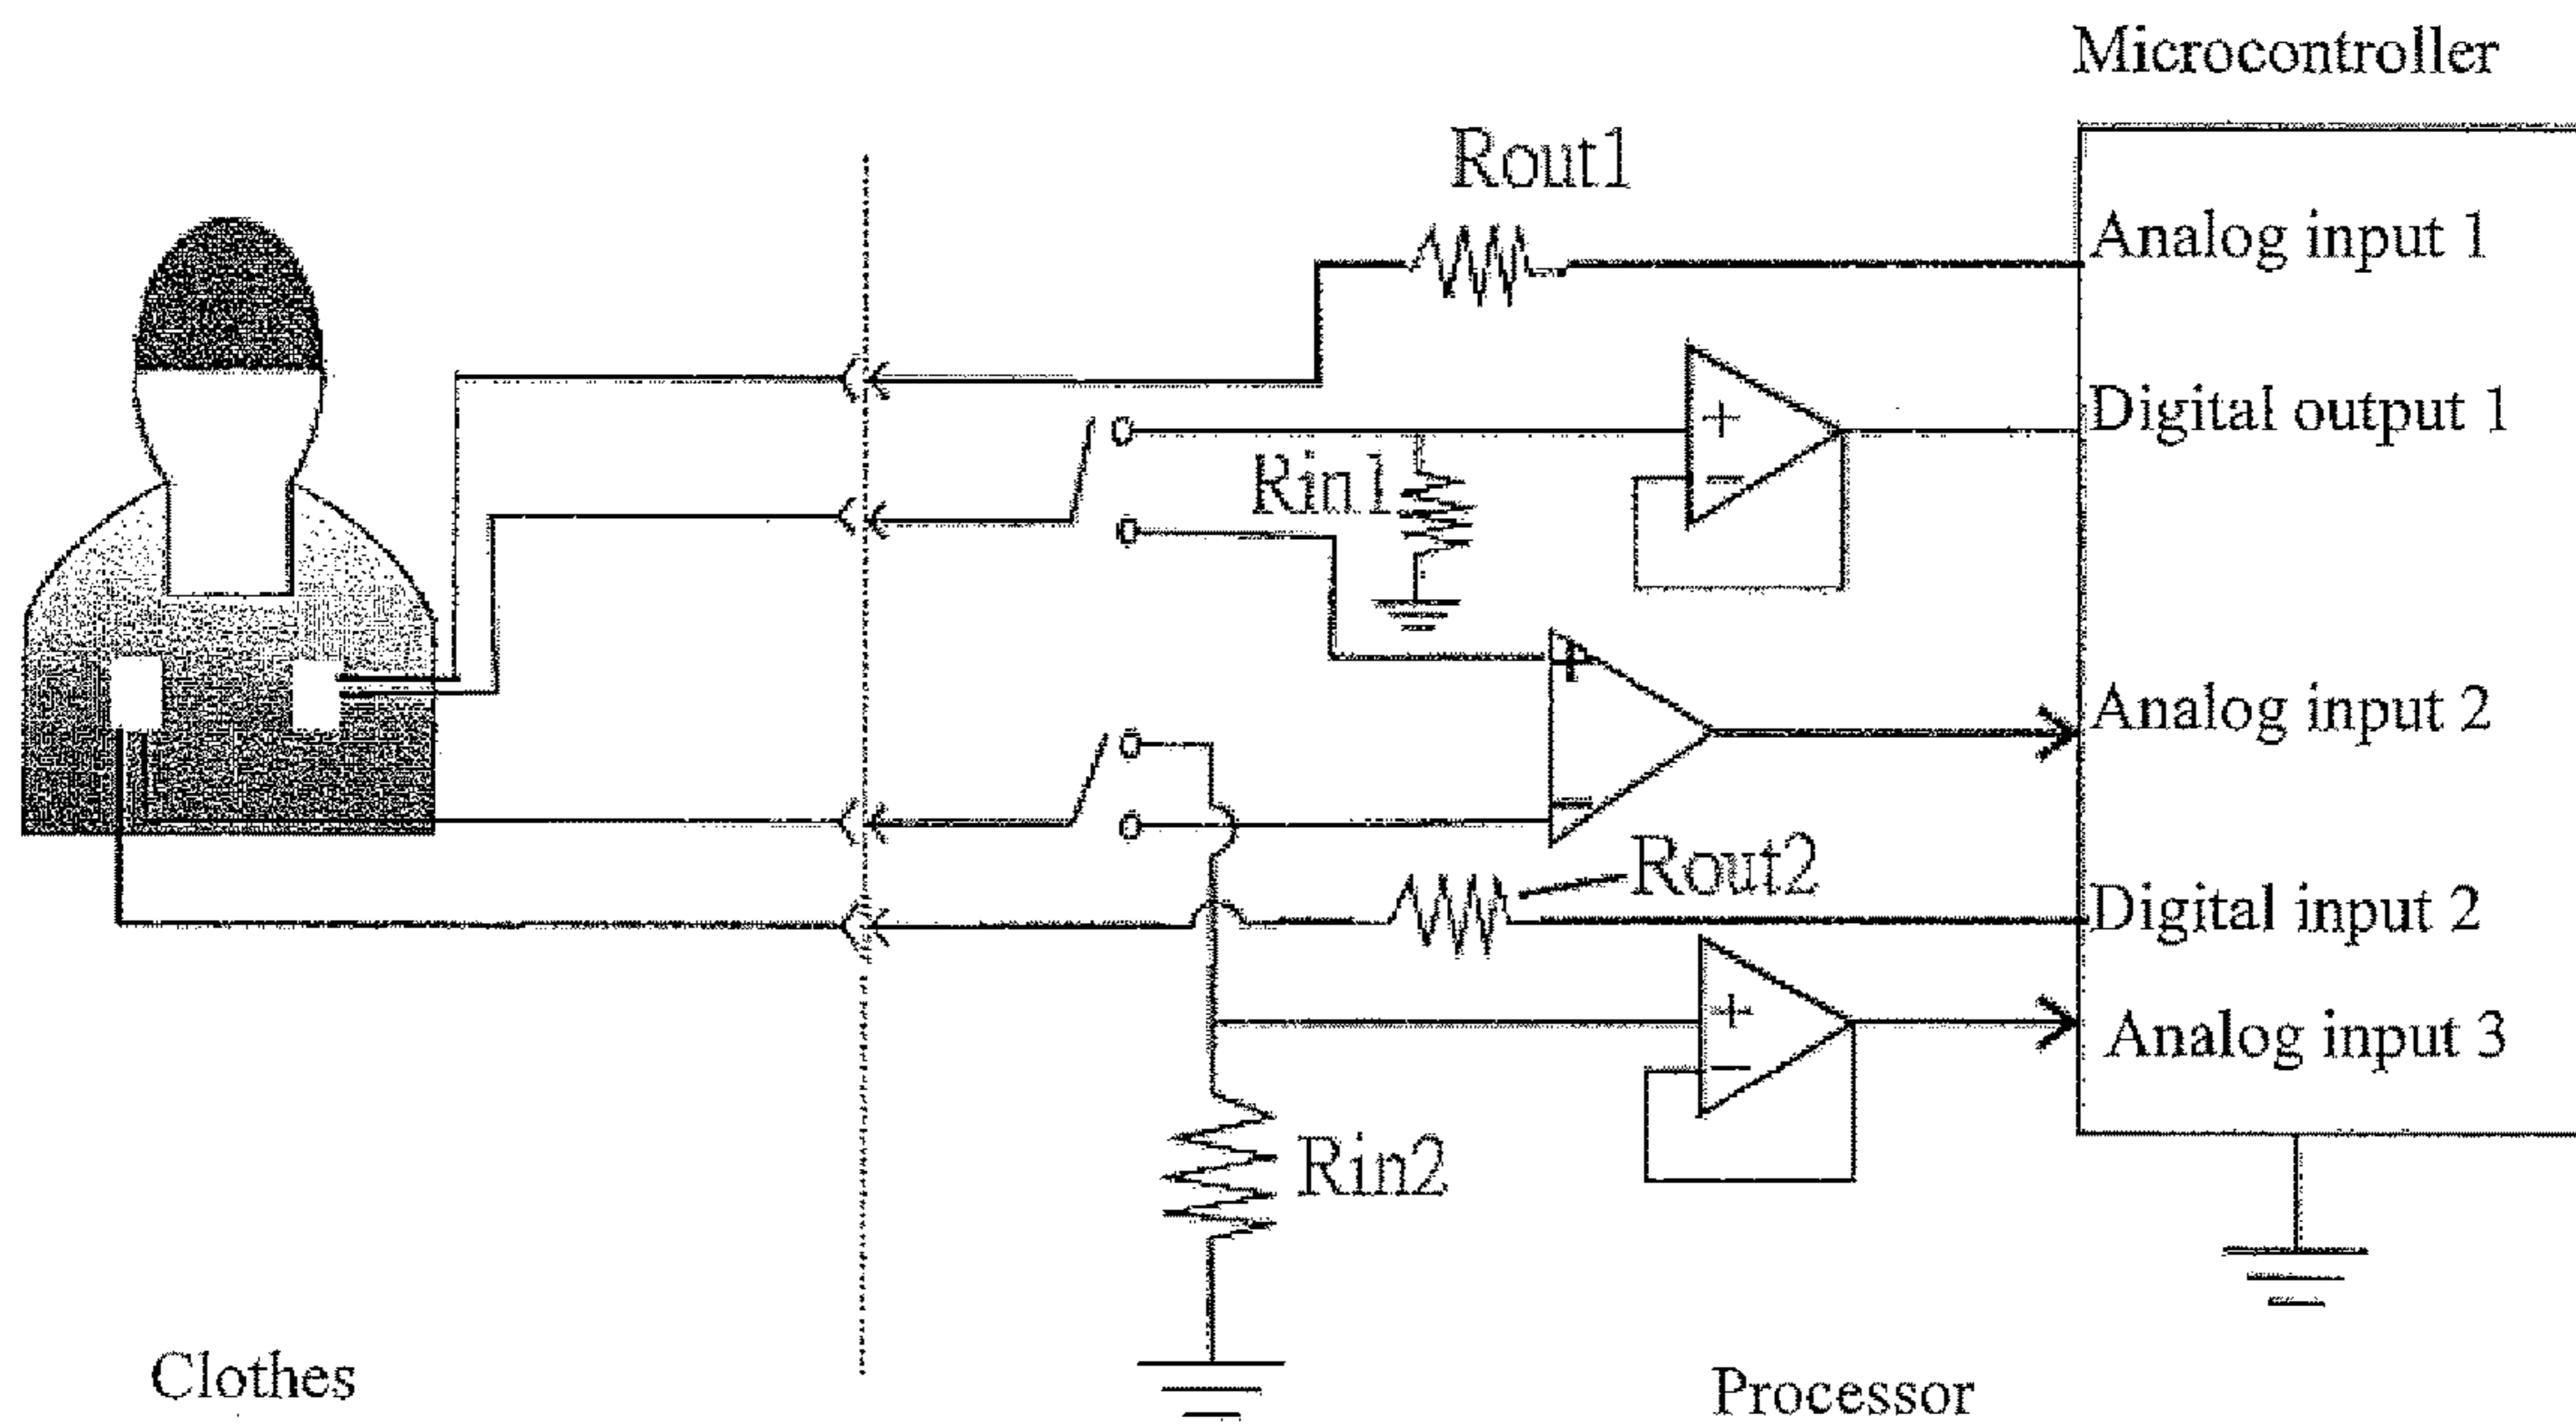 Microcontroller
Rout1
Analog input 1
Digital output 1
Rin1
+
−
+
Analog input 2
−
Rout2
Digital input 2
+
−
Analog input 3
Rin2
Clothes
Processor